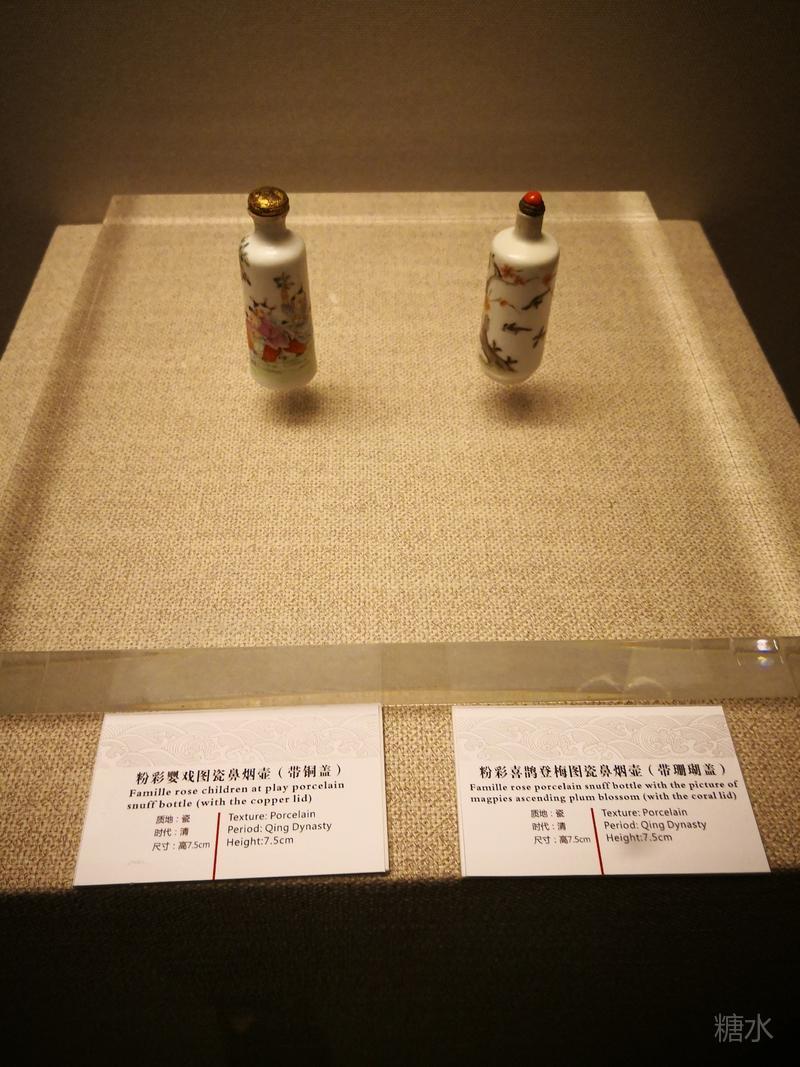 粉彩婴戏图瓷鼻烟壶（带铜盖）
Famille rose children at play porcelain
snuff bottle (with the copper lid)
质地：瓷
时代：清
尺寸：高7.5cm
Texture: Porcelain
Period: Qing Dynasty
Height:7.5cm
粉彩喜鹊登梅图瓷鼻烟壶（带珊瑚盖）
Famille rose porcelain snuff bottle with the picture of
magpies ascending plum blossom (with the coral lid)
质地：瓷
时代：清
尺寸：高7.5cm
Texture: Porcelain
Period: Qing Dynasty
Height:7.5cm
糖水